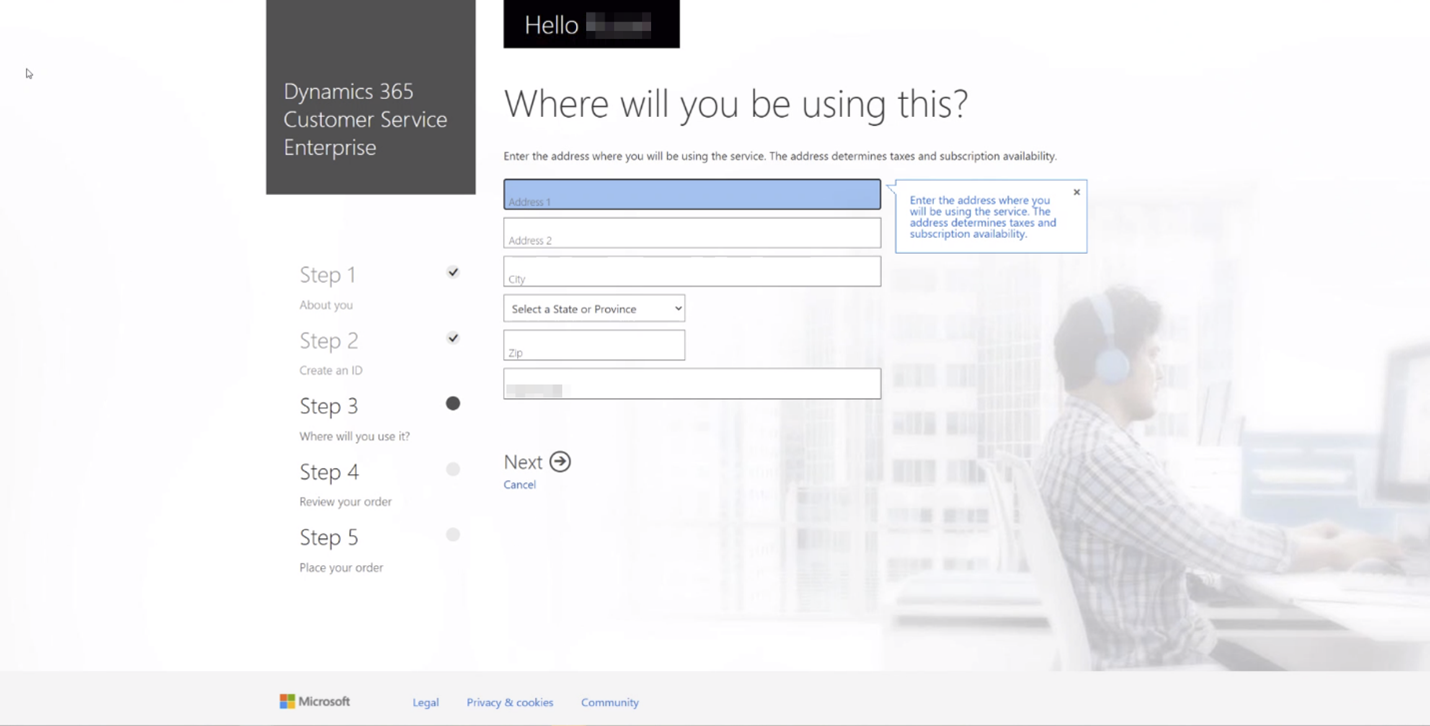 Hello
Dynamics 365
Customer Service
Enterprise
Where will you be using this?
Enter the address where you will be using the service. The address determines taxes and subscription availability.
Address 1
Enter the address where you
will be using the service. The
address determines taxes and
subscription availability.
Address 2
City
Select a State or Province
Zip
Step 1
About you
Step 2
Create an ID
Step 3
Where will you use it?
Step 4
Review your order
Step 5
Place your order
Next
Cancel
Microsoft
Legal
Privacy & cookies
Community